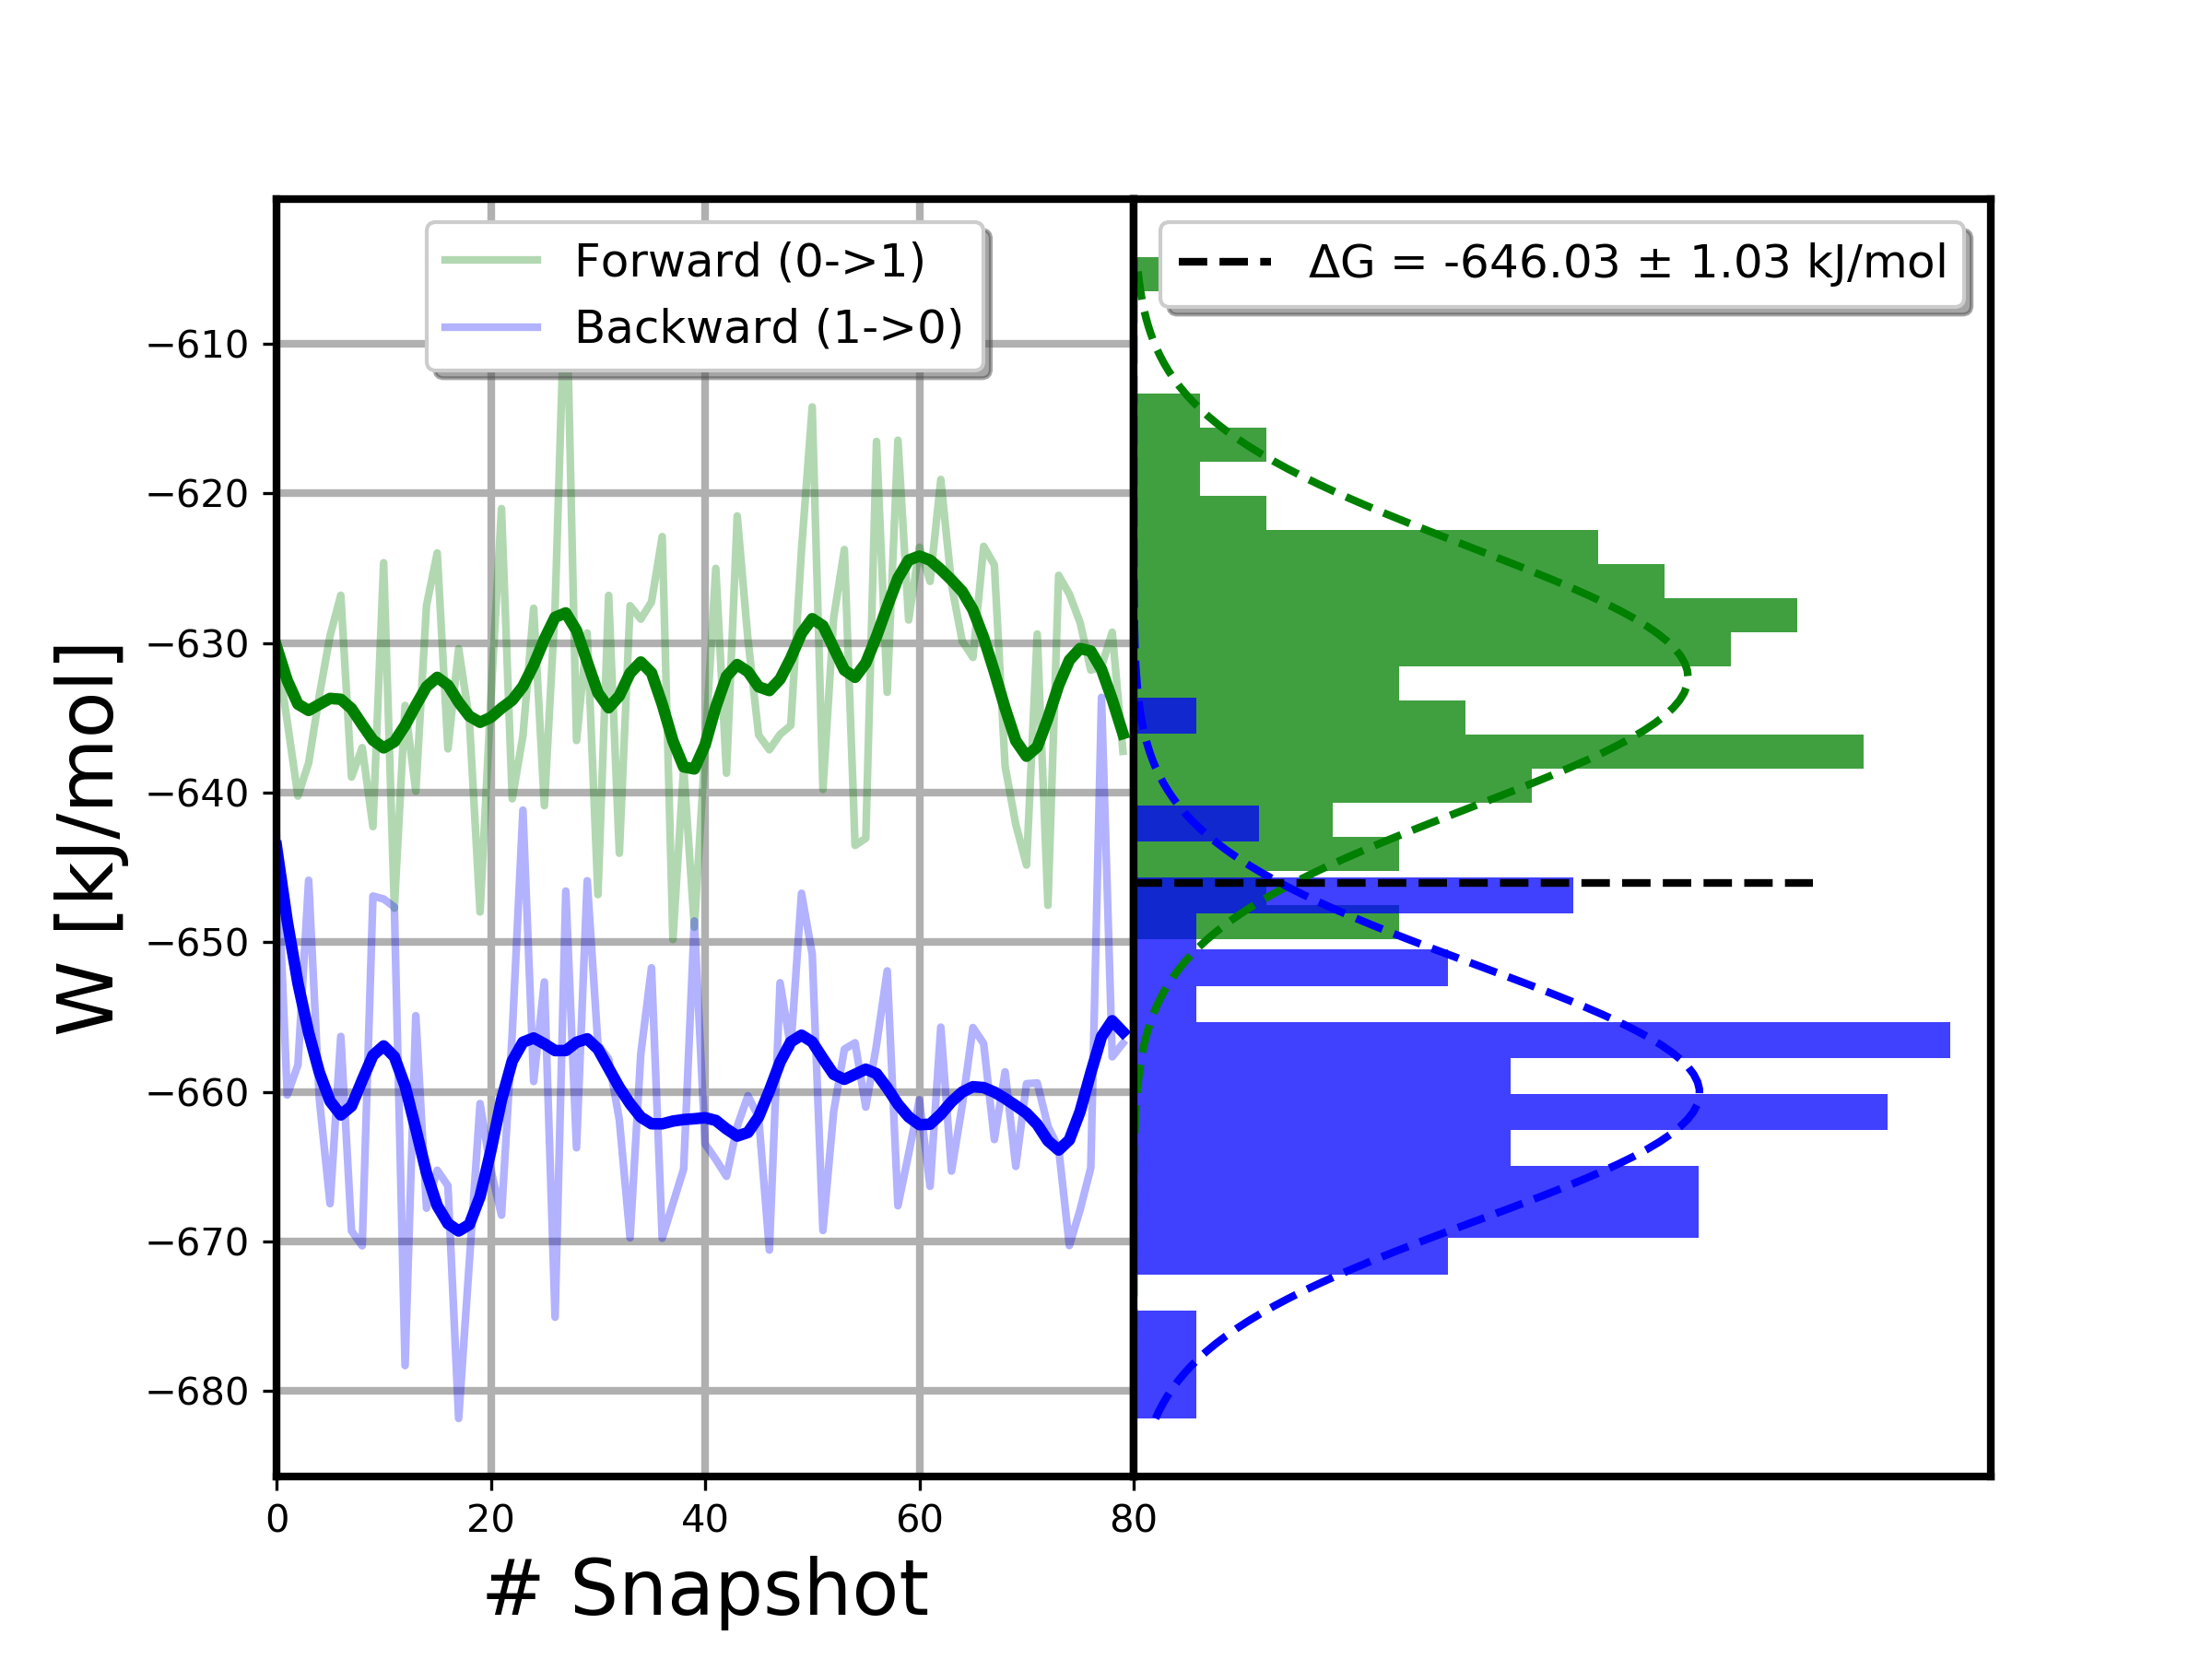 Forward (0->1)
Backward (1->0)
ΔG = -646.03 ± 1.03 kJ/mol
W [kJ/mol]
−610
−620
−630
−640
−650
−660
−670
−680
0 20 40 60 80
# Snapshot